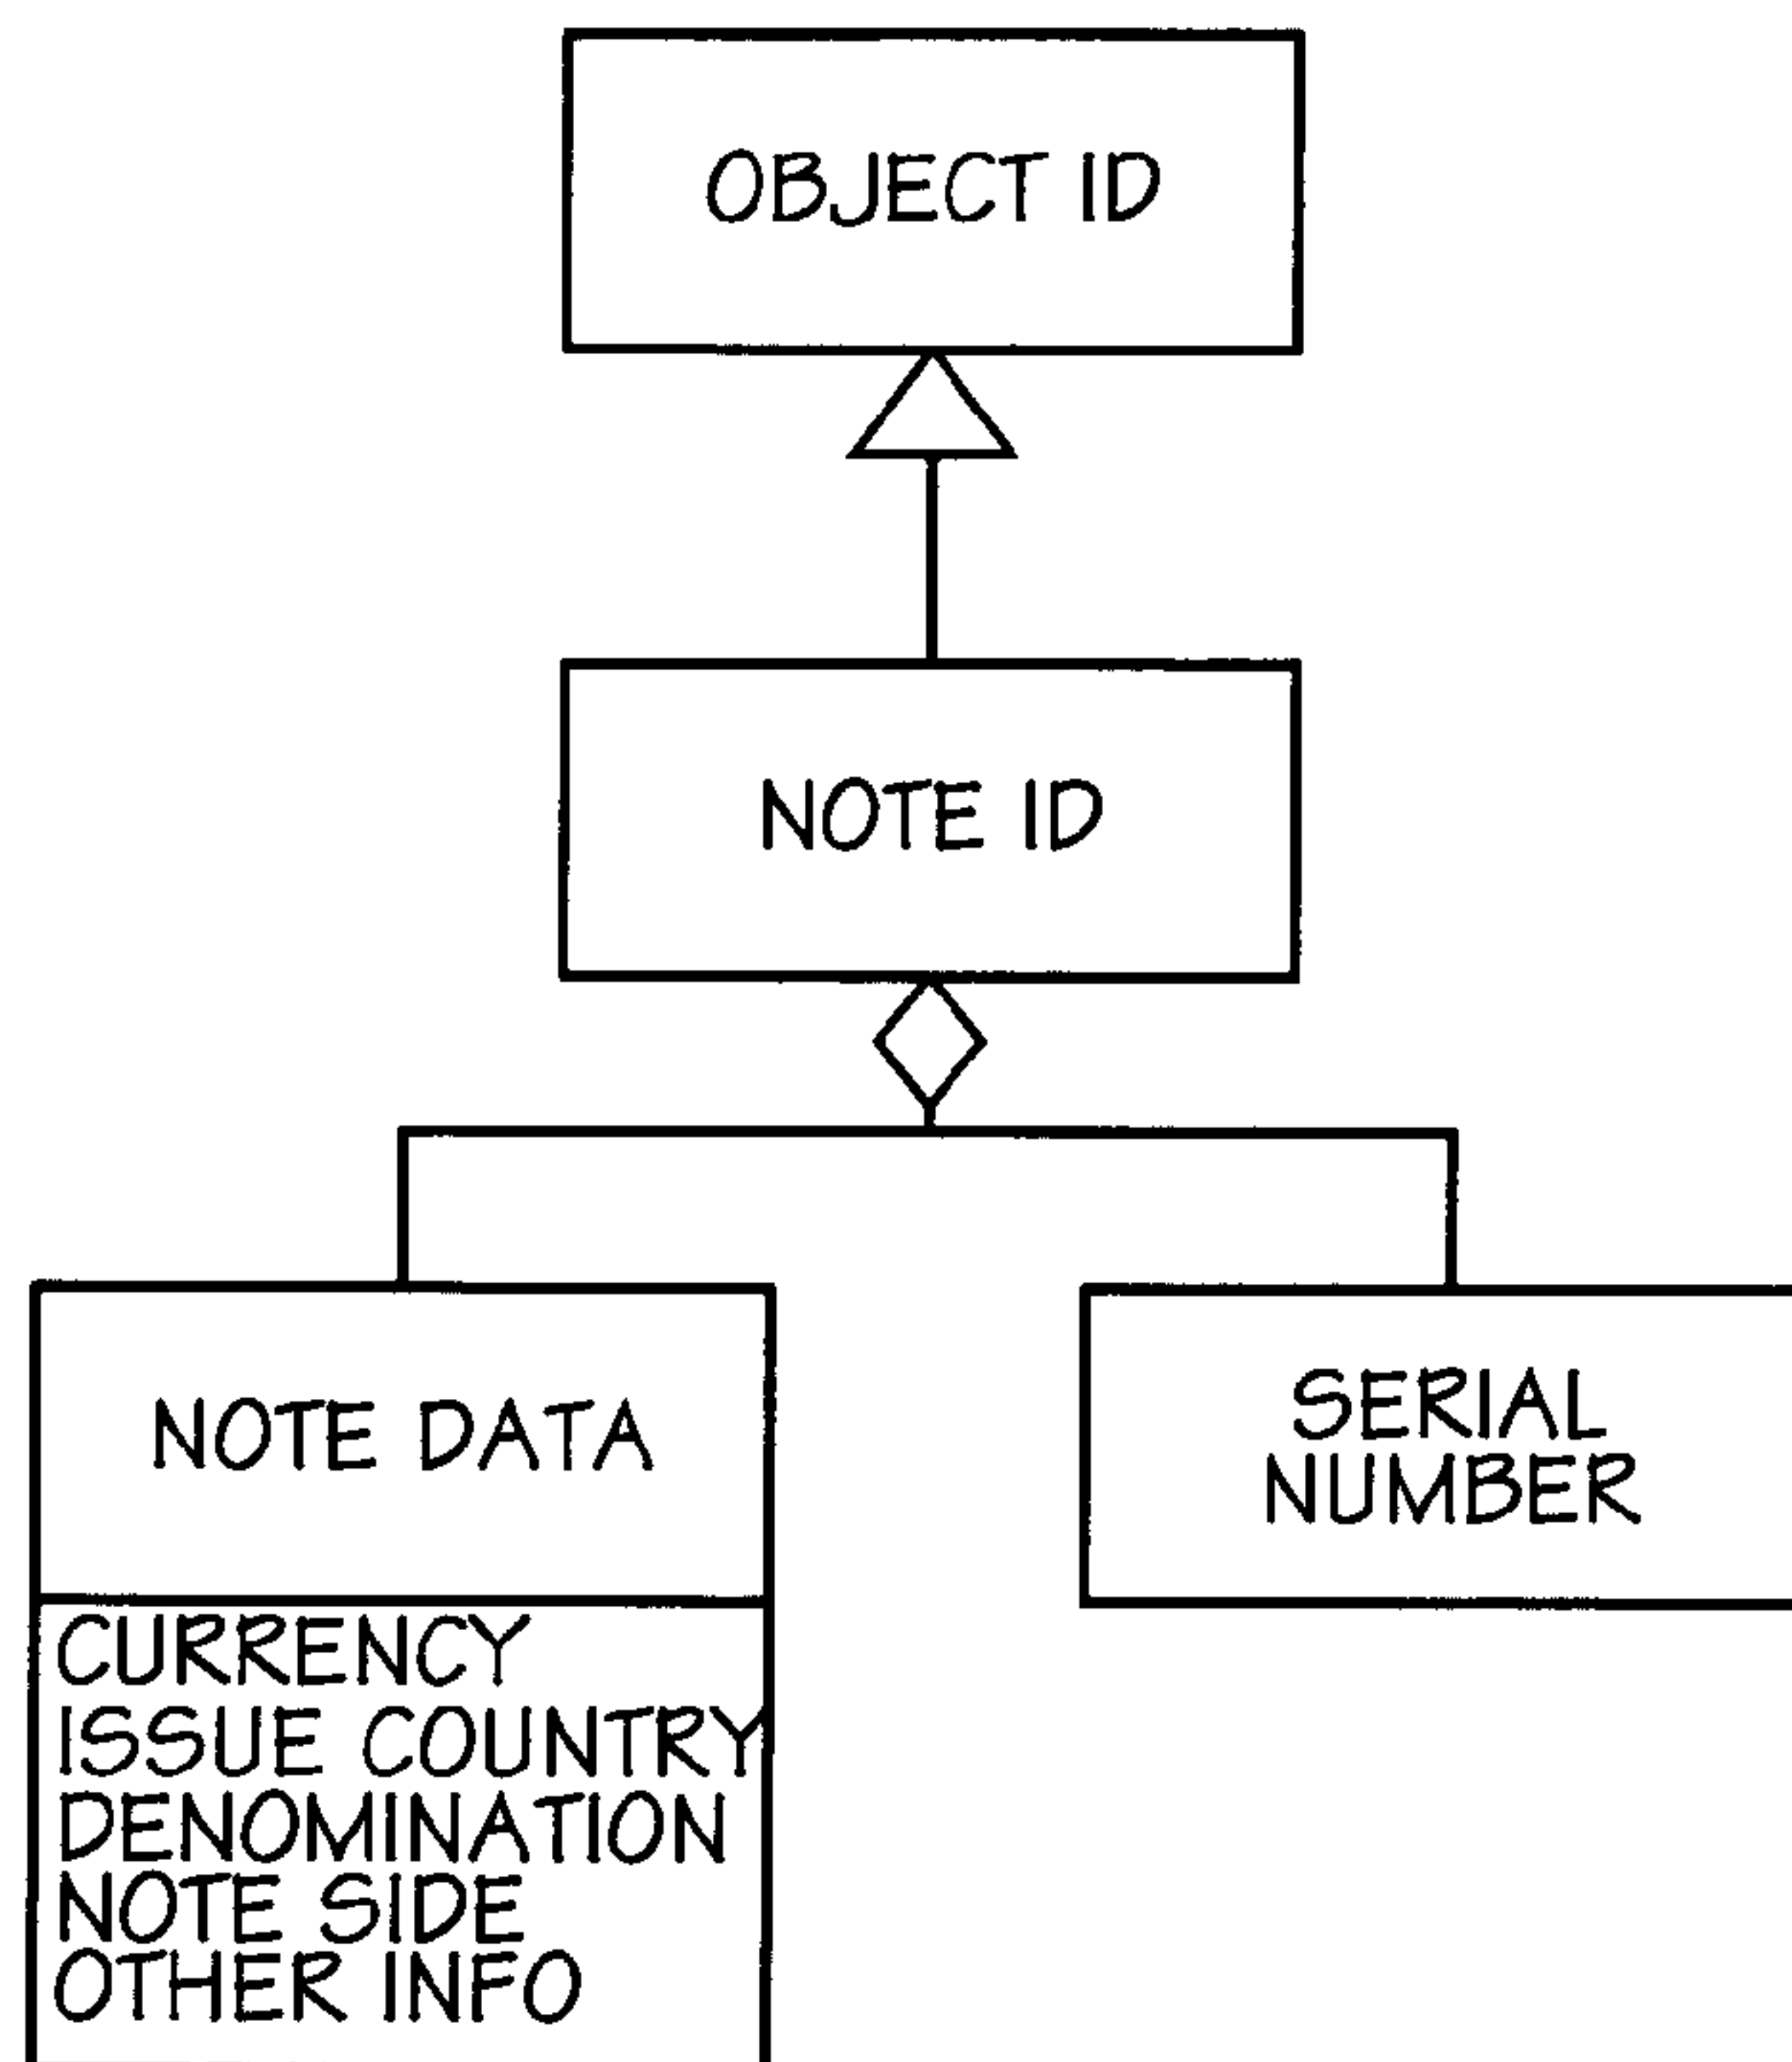 OBJECT ID
NOTE ID
NOTE DATA
SERIAL
NUMBER
CURRENCY
ISSUE COUNTRY
DENOMINATION
NOTE SIDE
OTHER INFO